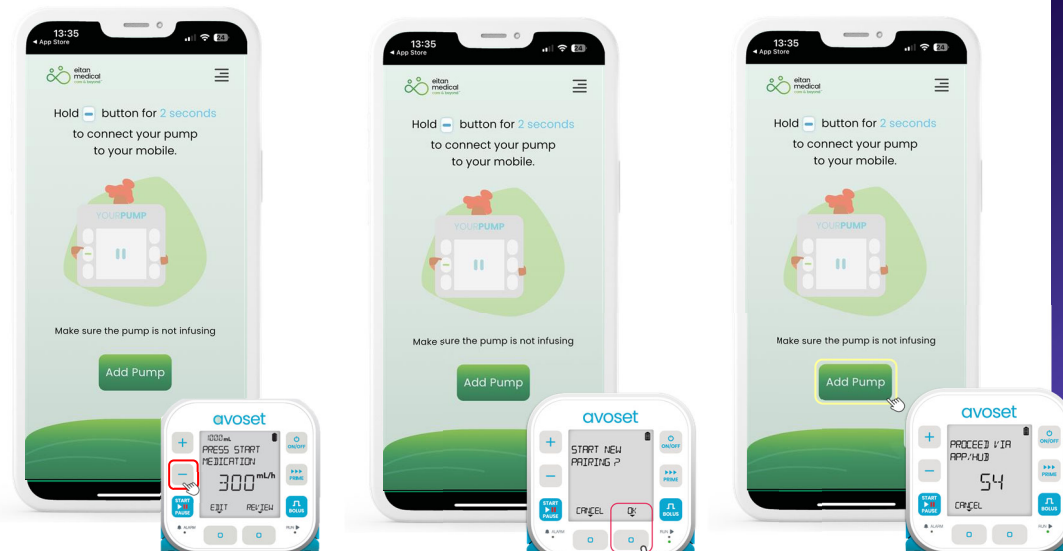 13:35
App Store
24
eitan
medical
Hold - button for 2 seconds
to connect your pump
to your mobile.
YOURPUMP
Make sure the pump is not infusing
Add Pump
avoset
1000 mL
PRESS START
MEDICATION
300 mL/h
EDIT REVIEW
+
-
START
PAUSE
ON/OFF
PRIME
BOLUS
ALARM
RUN
13:35
App Store
24
eitan
medical
Hold - button for 2 seconds
to connect your pump
to your mobile.
YOURPUMP
Make sure the pump is not infusing
Add Pump
avoset
START NEW
PAIRING ?
CANCEL OK
+
-
START
PAUSE
ON/OFF
PRIME
BOLUS
ALARM
RUN
13:35
App Store
24
eitan
medical
Hold - button for 2 seconds
to connect your pump
to your mobile.
YOURPUMP
Make sure the pump is not infusing
Add Pump
avoset
PROCEED VIA
APP/HUB
54
CANCEL
+
-
START
PAUSE
ON/OFF
PRIME
BOLUS
ALARM
RUN